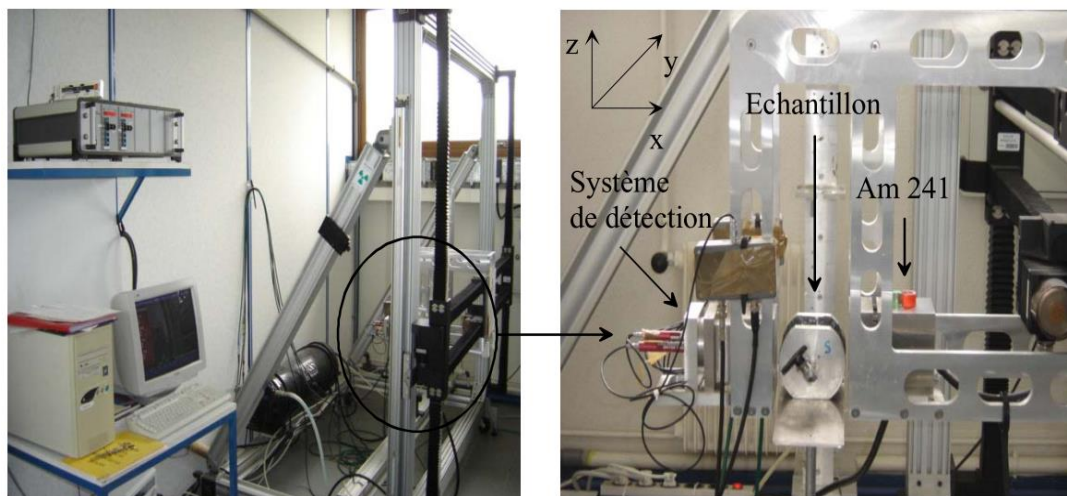 z
y
x
Echantillon
Système
de détection
Am 241
S